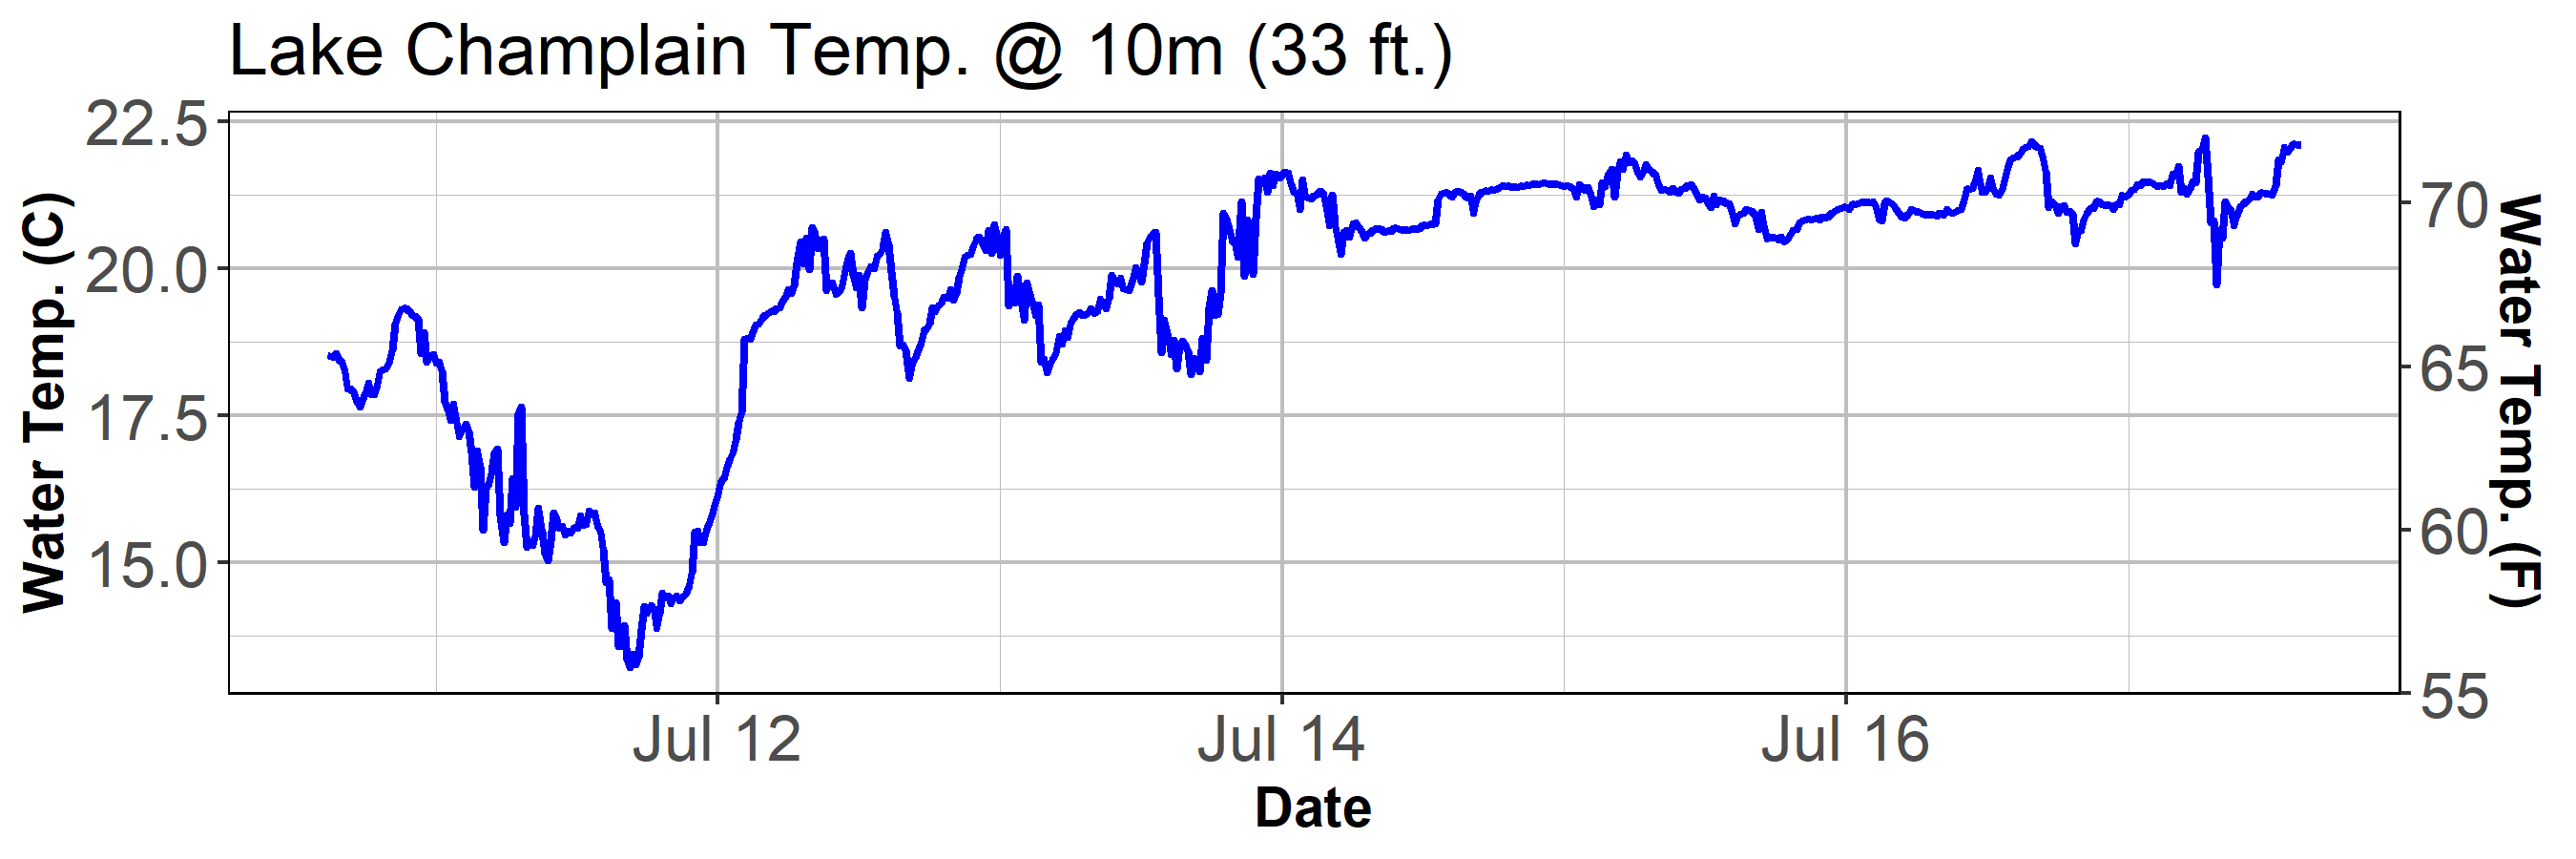 Lake Champlain Temp. @ 10m (33 ft.)
Water Temp. (C)
22.5
20.0
17.5
15.0
70
65
60
55
Water Temp. (F)
Jul 12
Jul 14
Jul 16
Date